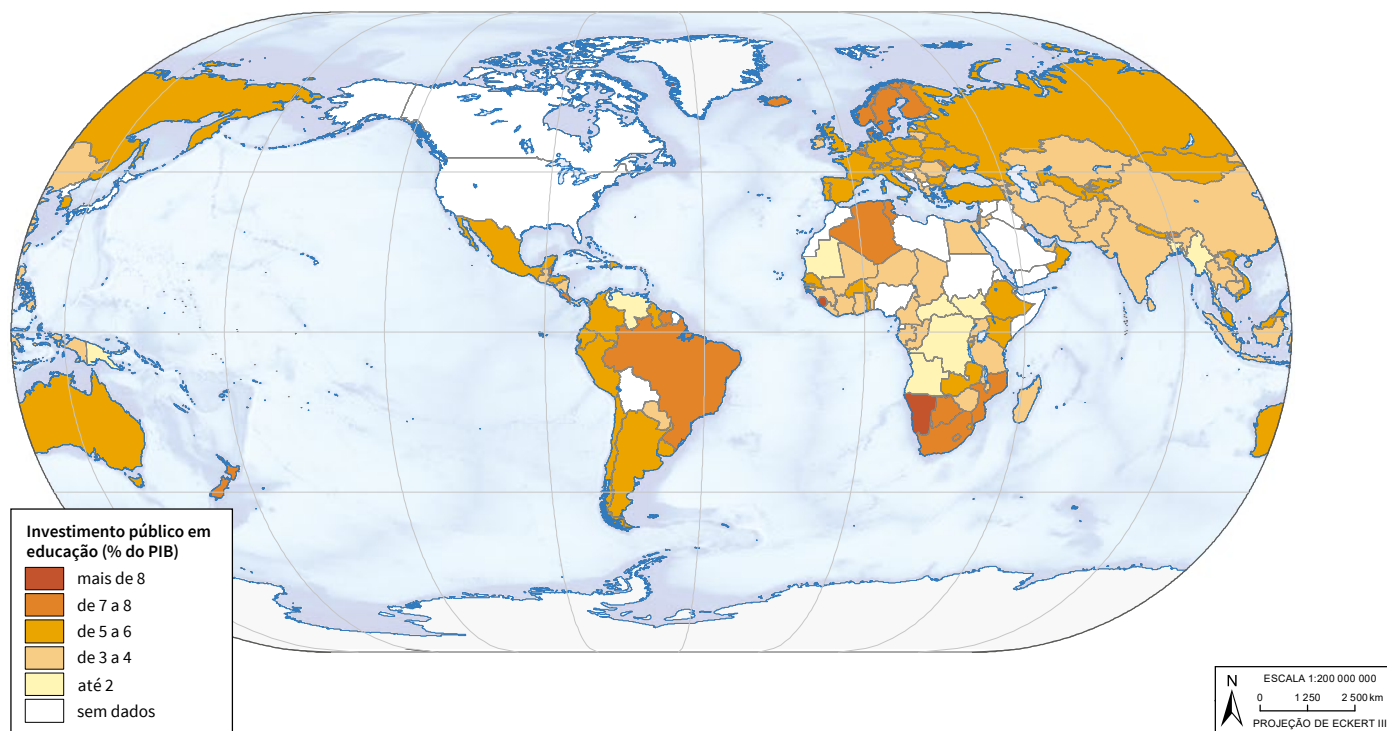 Investimento público em
educação (% do PIB)
mais de 8
de 7 a 8
de 5 a 6
de 3 a 4
até 2
sem dados
N
ESCALA 1:200 000 000
0 1 250 2 500 km
PROJEÇÃO DE ECKERT III